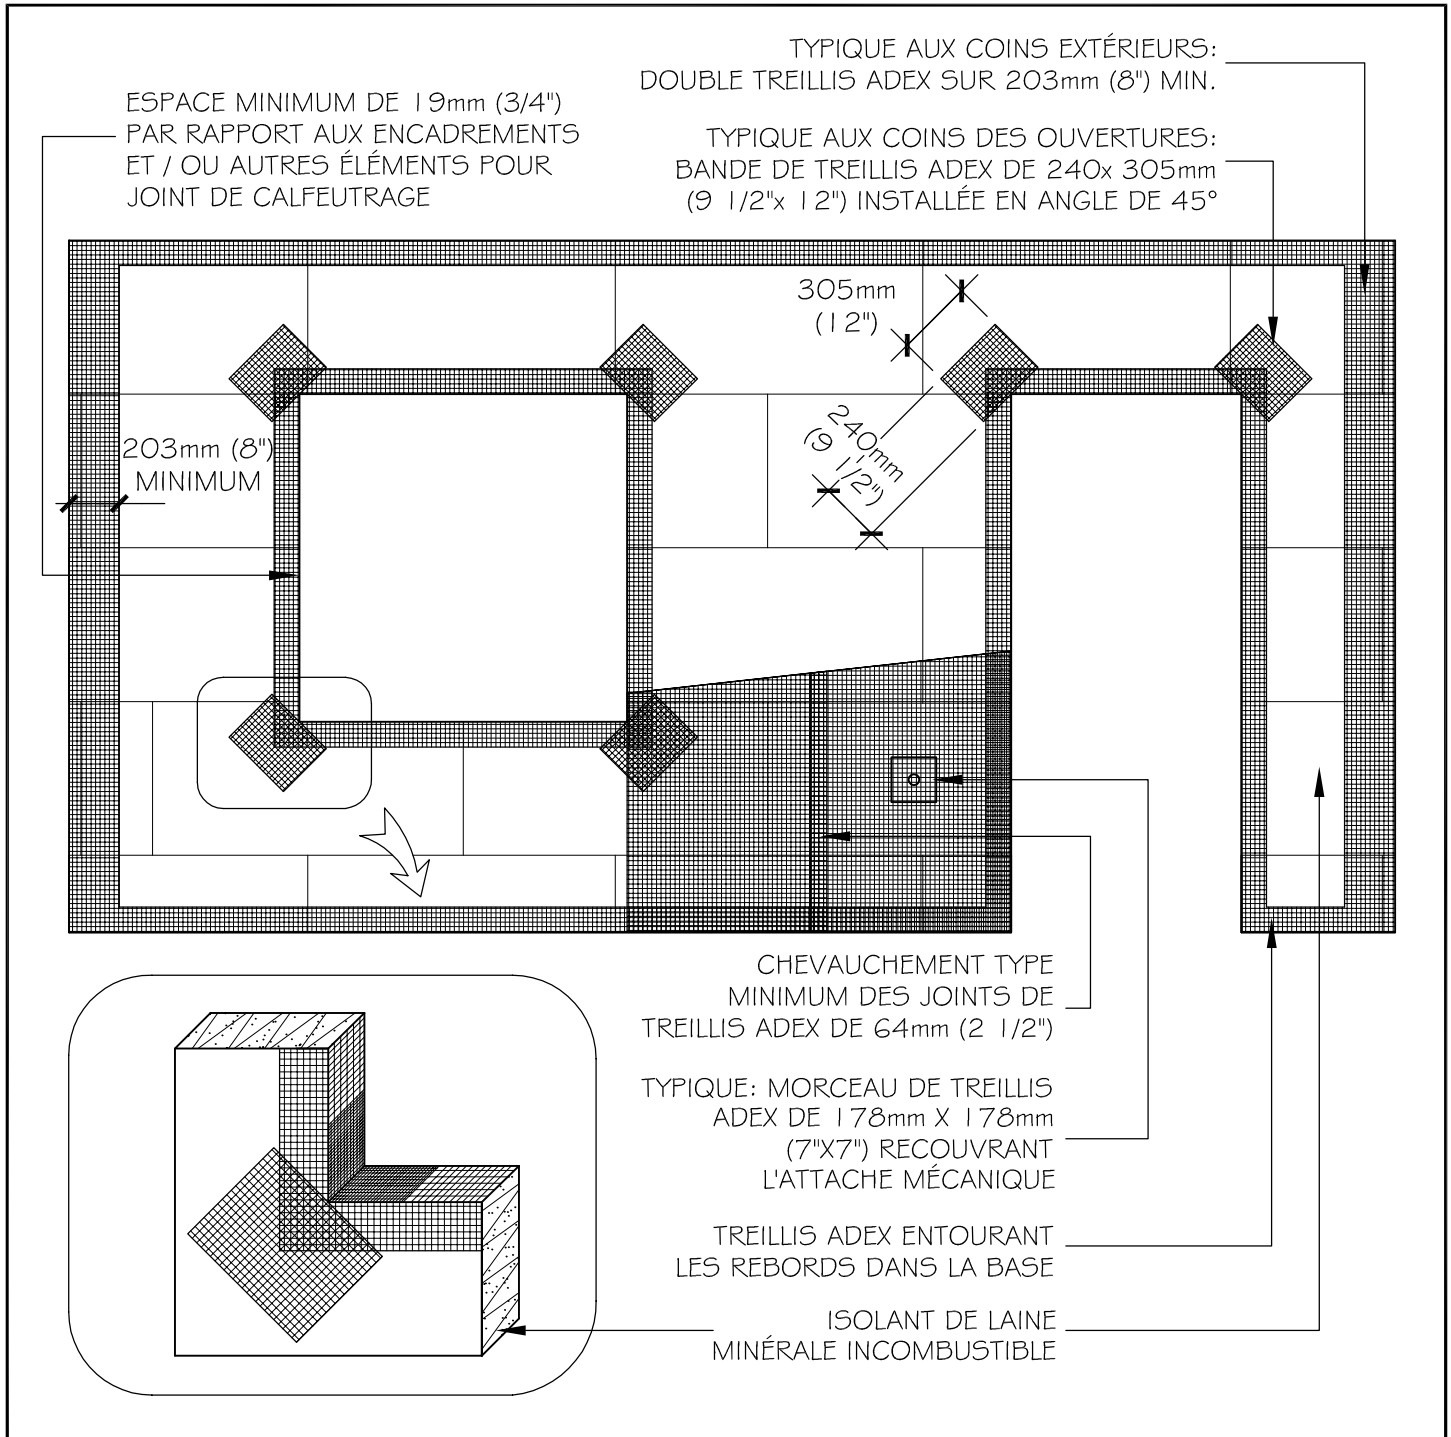 TYPIQUE AUX COINS EXTÉRIEURS:
DOUBLE TREILLIS ADEX SUR 203mm (8") MIN.
ESPACE MINIMUM DE 19mm (3/4")
PAR RAPPORT AUX ENCADREMENTS
ET / OU AUTRES ÉLÉMENTS POUR
JOINT DE CALFEUTRAGE
TYPIQUE AUX COINS DES OUVERTURES:
BANDE DE TREILLIS ADEX DE 240x 305mm
(9 1/2"x 12") INSTALLÉE EN ANGLE DE 45°
305mm
(12")
240mm
(9 1/2")
203mm (8")
MINIMUM
CHEVAUCHEMENT TYPE
MINIMUM DES JOINTS DE
TREILLIS ADEX DE 64mm (2 1/2")
TYPIQUE: MORCEAU DE TREILLIS
ADEX DE 178mm X 178mm
(7"X7") RECOUVRANT
L'ATTACHE MÉCANIQUE
TREILLIS ADEX ENTOURANT
LES REBORDS DANS LA BASE
ISOLANT DE LAINE
MINÉRALE INCOMBUSTIBLE